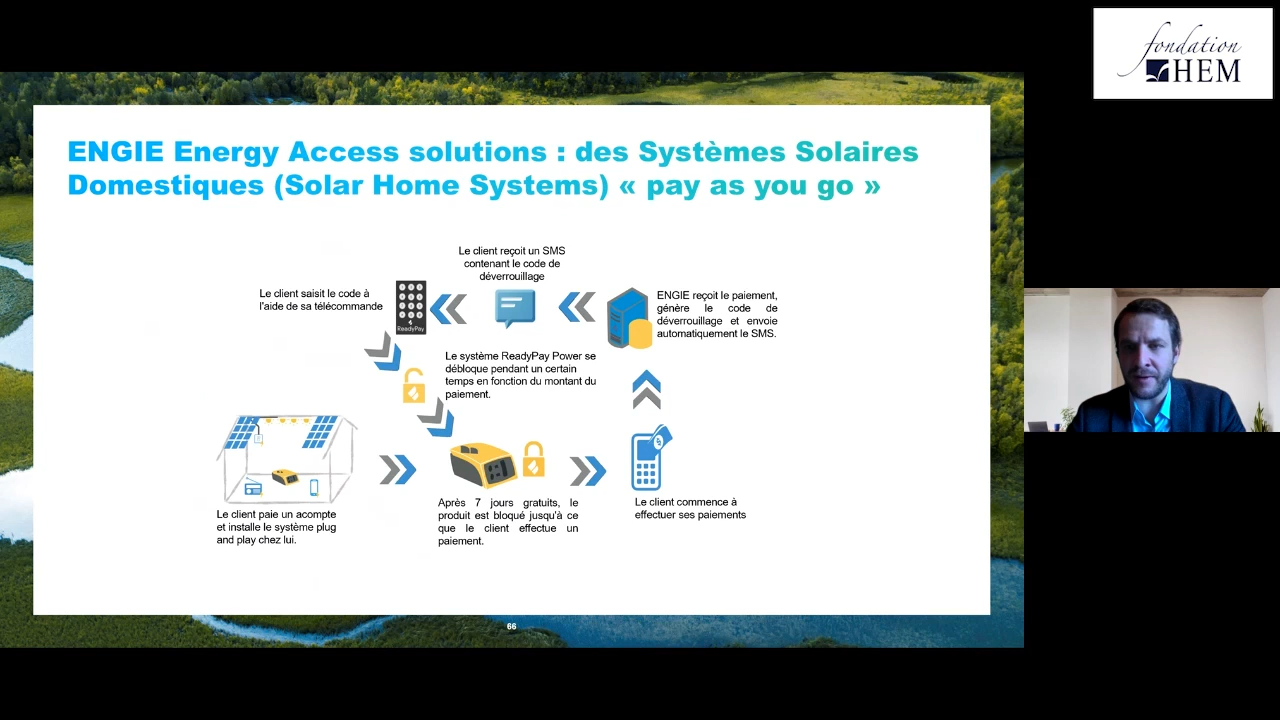 fondation
HEM
ENGIE Energy Access solutions : des Systèmes Solaires
Domestiques (Solar Home Systems) « pay as you go »
Le client reçoit un SMS
contenant le code de
déverrouillage
Le client saisit le code à
l'aide de sa télécommande
ReadyPay
ENGIE reçoit le paiement,
génère le code de
déverrouillage et envoie
automatiquement le SMS.
Le système ReadyPay Power se
débloque pendant un certain
temps en fonction du montant du
paiement.
Le client paie un acompte
et installe le système plug
and play chez lui.
Après 7 jours gratuits, le
produit est bloqué jusqu'à ce
que le client effectue un
paiement.
Le client commence à
effectuer ses paiements
66